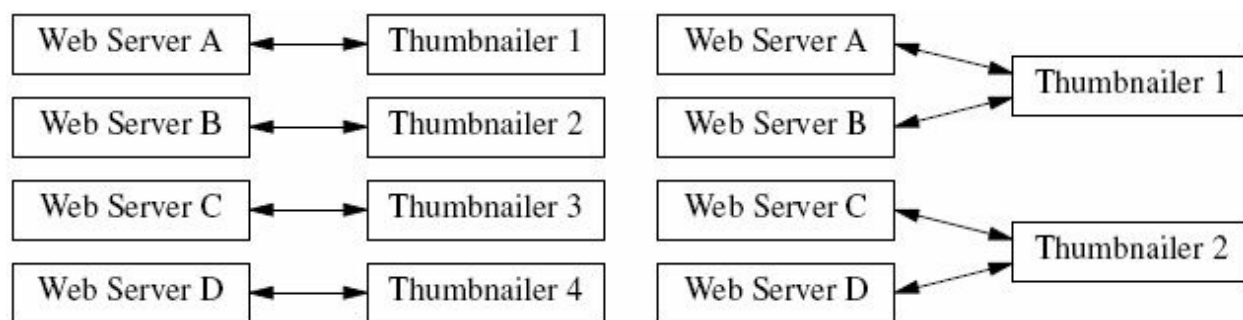 Web Server A
Thumbnailer 1
Web Server B
Thumbnailer 2
Web Server C
Thumbnailer 3
Web Server D
Thumbnailer 4
Web Server A
Web Server B
Thumbnailer 1
Web Server C
Web Server D
Thumbnailer 2